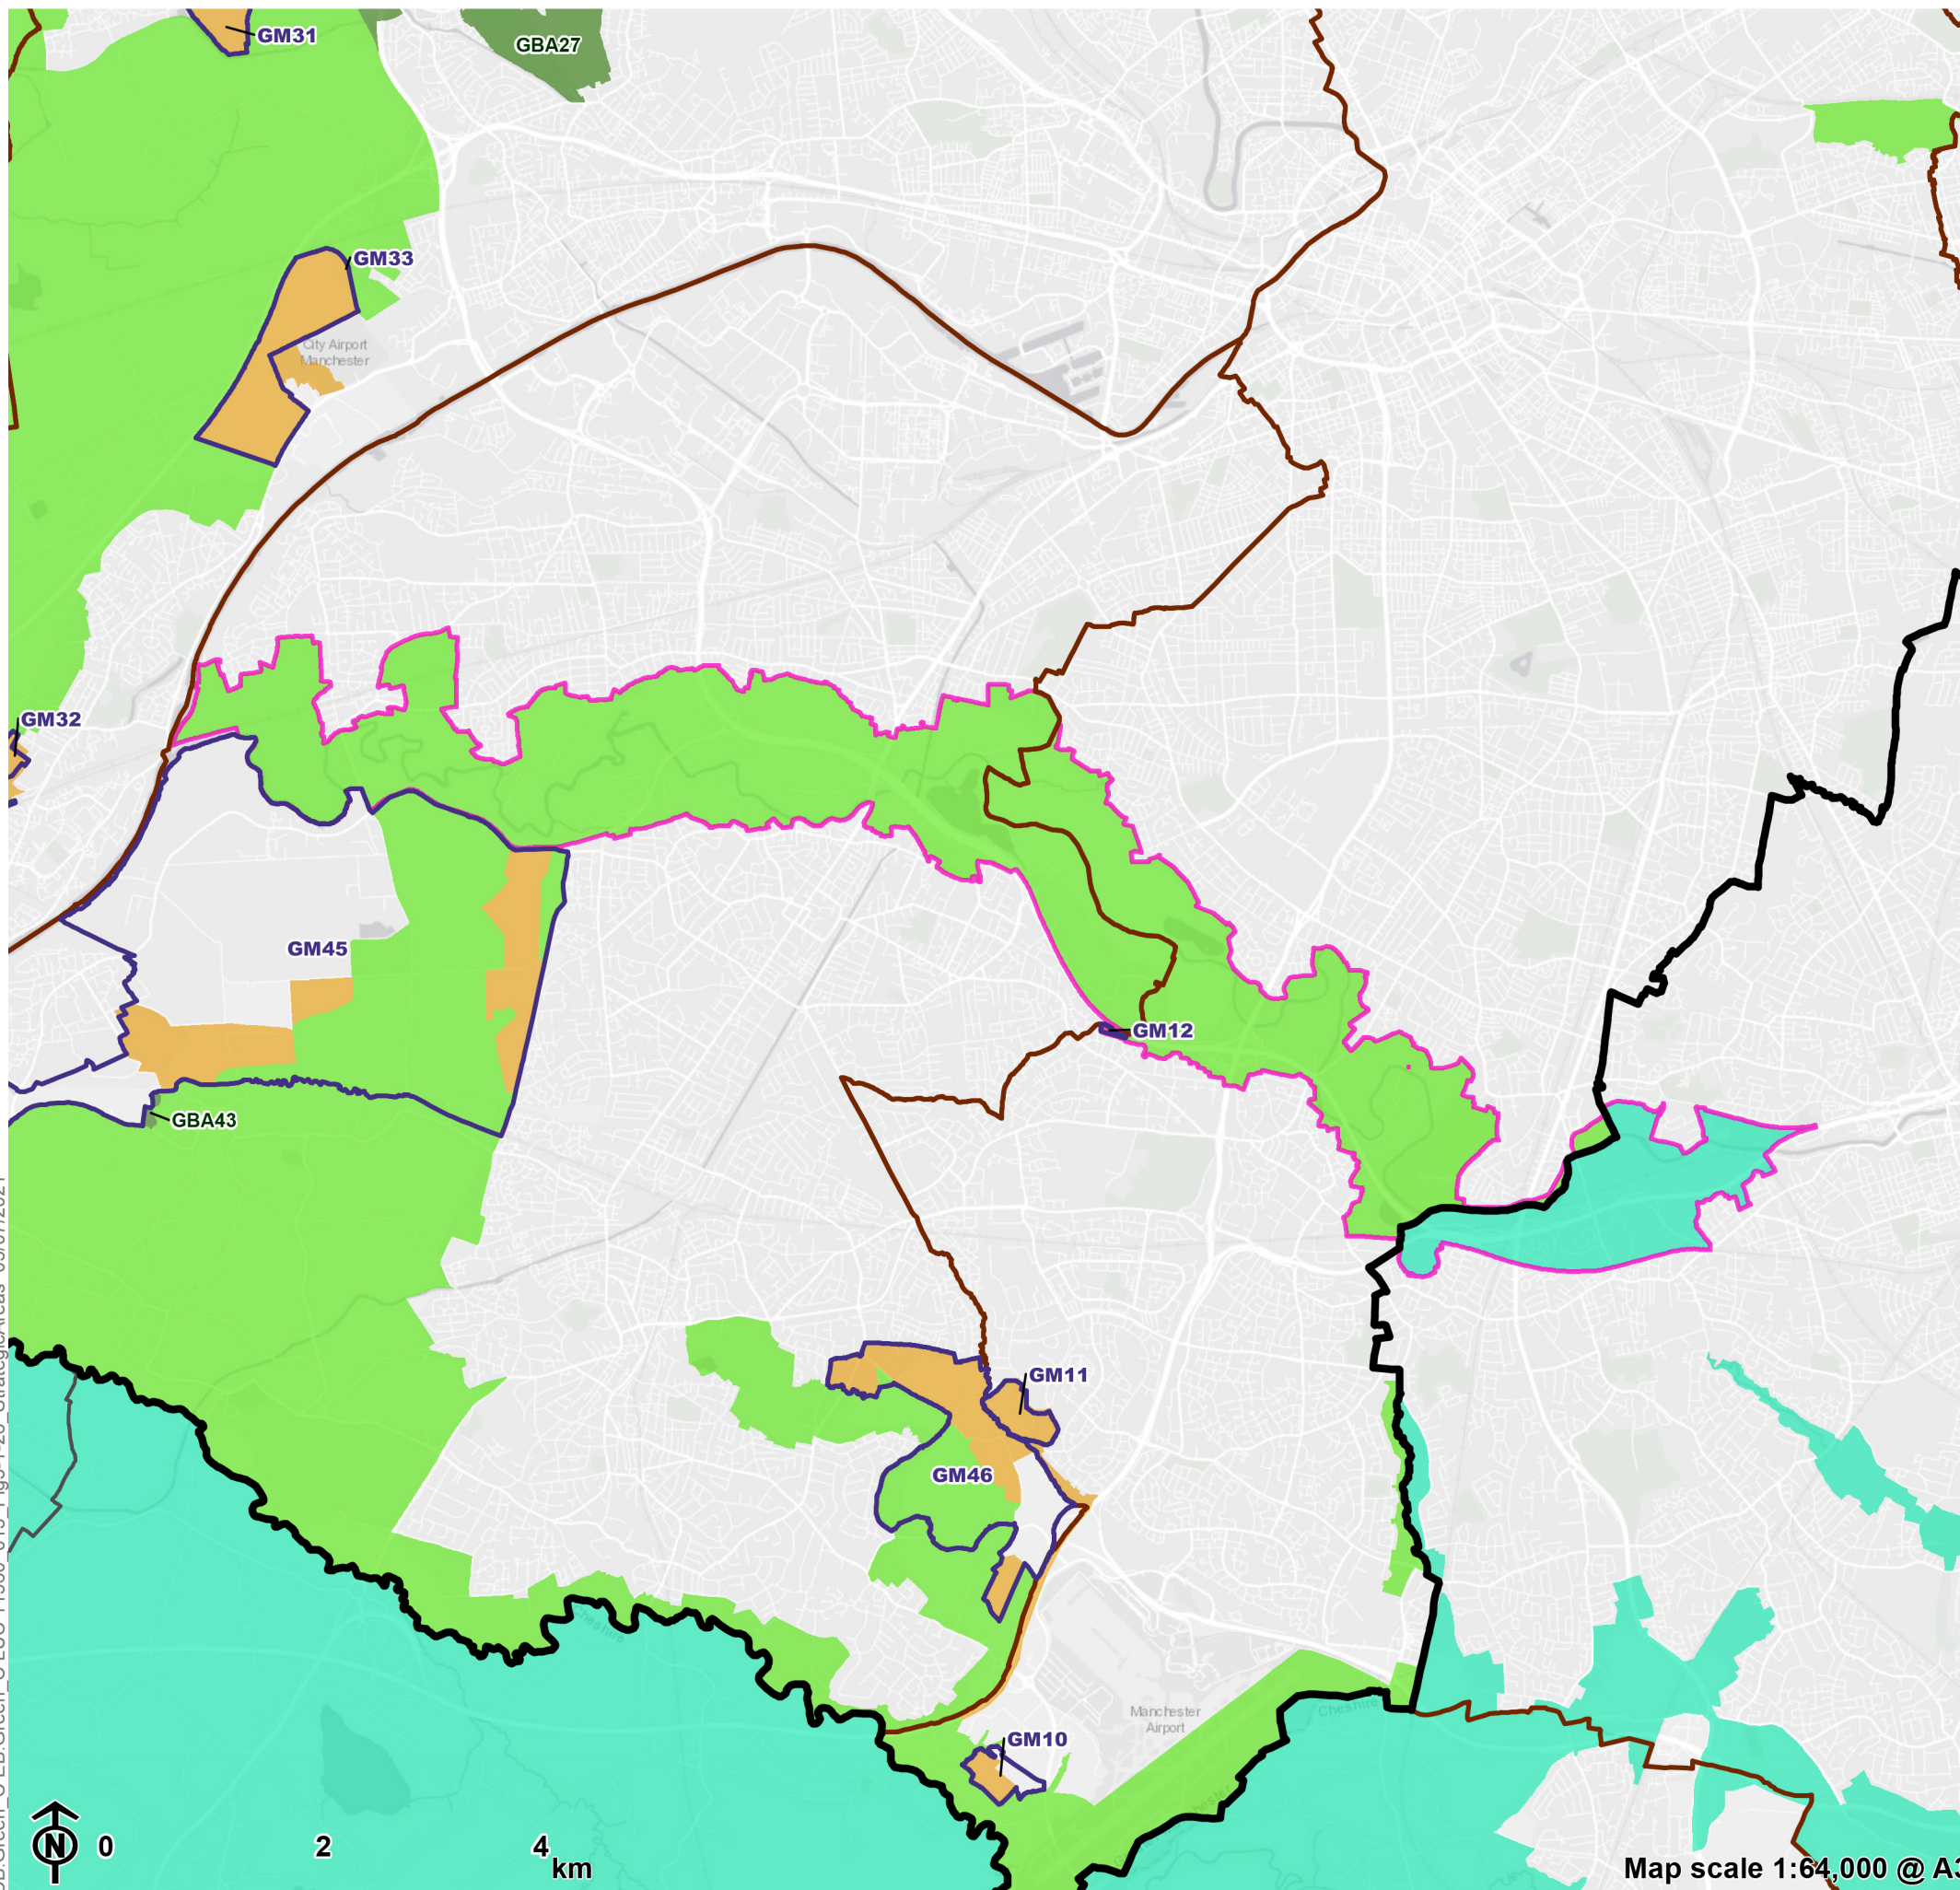 GM31
GBA27
GM33
City Airport
Manchester
GM32
GM45
GM12
GBA43
GM11
GM46
Cheshire
Manchester
Airport
Cheshire
GM10
N
0
2
4
km
Map scale 1:64,000 @ A3